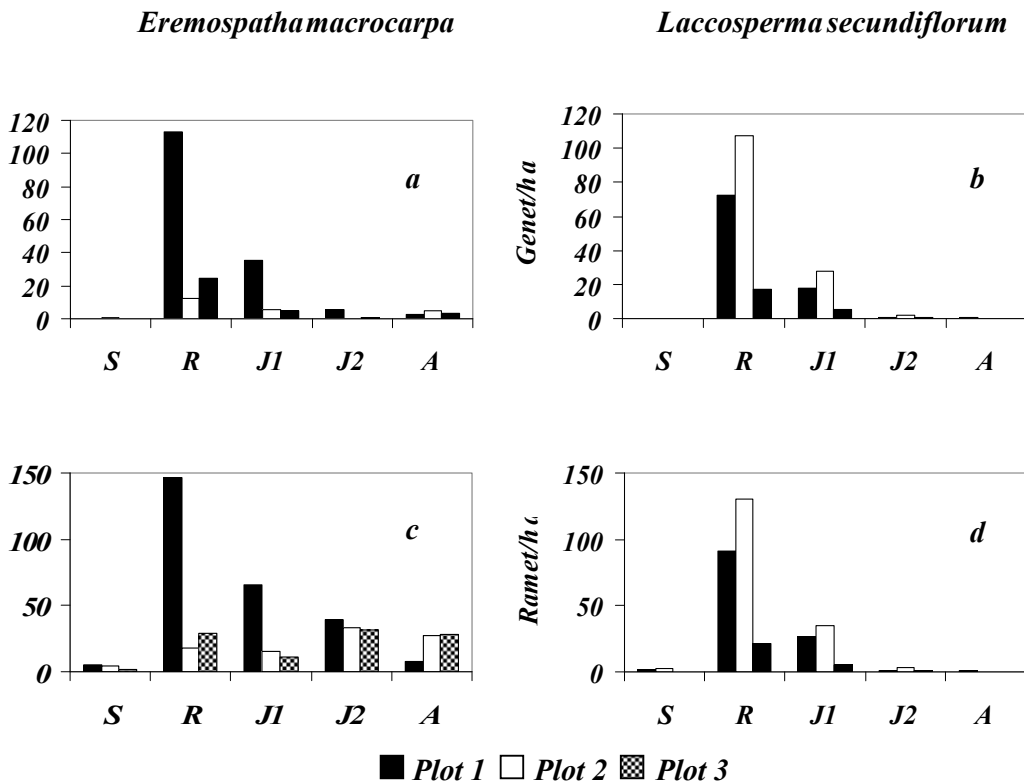 Eremospatha macrocarpa
Laccosperma secundiflorum
120
100
80
60
40
20
0
a
S R J1 J2 A
Genet/ha
120
100
80
60
40
20
0
b
S R J1 J2 A
150
100
50
0
c
S R J1 J2 A
Ramet/ha
150
100
50
0
d
S R J1 J2 A
Plot 1 Plot 2 Plot 3